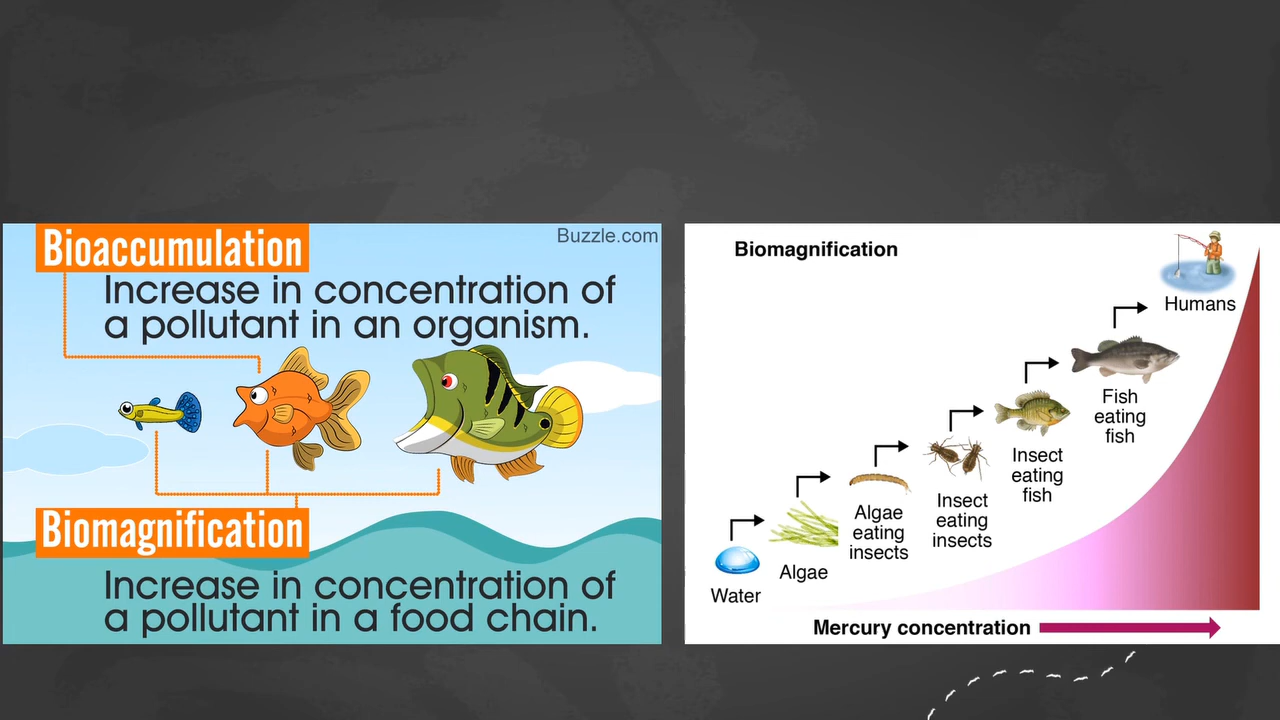 Bioaccumulation
Buzzle.com
Increase in concentration of
a pollutant in an organism.
Biomagnification
Increase in concentration of
a pollutant in a food chain.
Biomagnification
Humans
Fish
eating
fish
Insect
eating
fish
Insect
eating
insects
Algae
eating
insects
Algae
Water
Mercury concentration